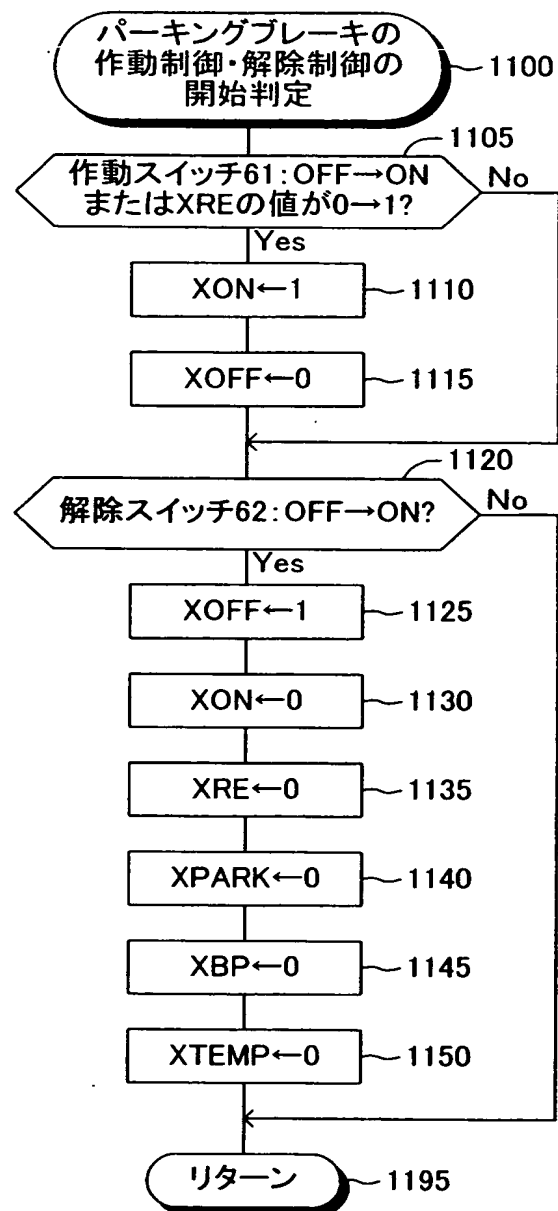 パーキングブレーキの
作動制御・解除制御の
開始判定
1100
1105
作動スイッチ61:OFF→ON
またはXREの値が0→1?
No
Yes
XON←1
1110
XOFF←0
1115
1120
解除スイッチ62:OFF→ON?
No
Yes
XOFF←1
1125
XON←0
1130
XRE←0
1135
XPARK←0
1140
XBP←0
1145
XTEMP←0
1150
リターン
1195